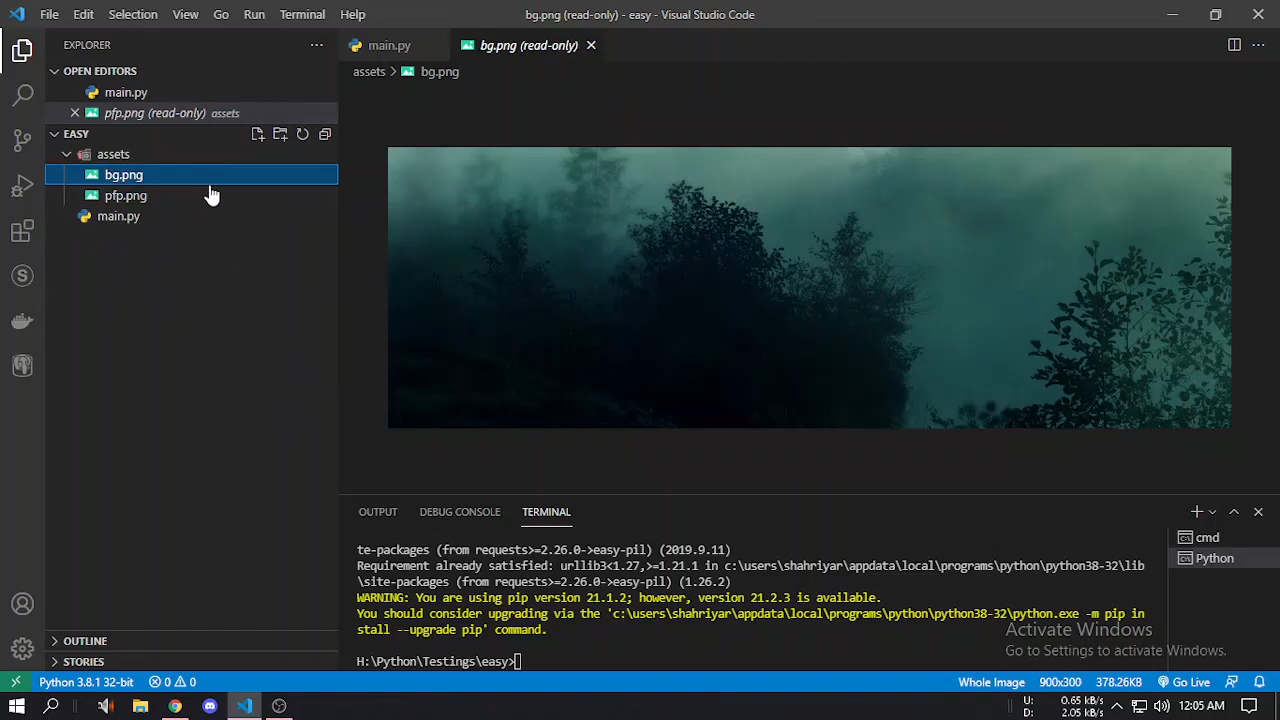 File Edit Selection View Go Run Terminal Help
bg.png (read-only) - easy - Visual Studio Code
EXPLORER
OPEN EDITORS
main.py
pfp.png (read-only) assets
EASY
assets
bg.png
pfp.png
main.py
OUTLINE
STORIES
main.py
bg.png (read-only)
assets > bg.png
OUTPUT DEBUG CONSOLE TERMINAL
te-packages (from requests>=2.26.0->easy-pil) (2019.9.11)
Requirement already satisfied: urllib3<1.27,>=1.21.1 in c:\users\shahriyar\appdata\local\programs\python\python38-32\lib
\site-packages (from requests>=2.26.0->easy-pil) (1.26.2)
WARNING: You are using pip version 21.1.2; however, version 21.2.3 is available.
You should consider upgrading via the 'c:\users\shahriyar\appdata\local\programs\python\python38-32\python.exe -m pip in
stall --upgrade pip' command.
H:\Python\Testings\easy>
cmd
Python
Activate Windows
Go to Settings to activate Windows.
Python 3.8.1 32-bit 0 0
Whole Image 900x300 378.26KB Go Live
U: 0.65 kB/s
D: 2.05 kB/s
12:05 AM